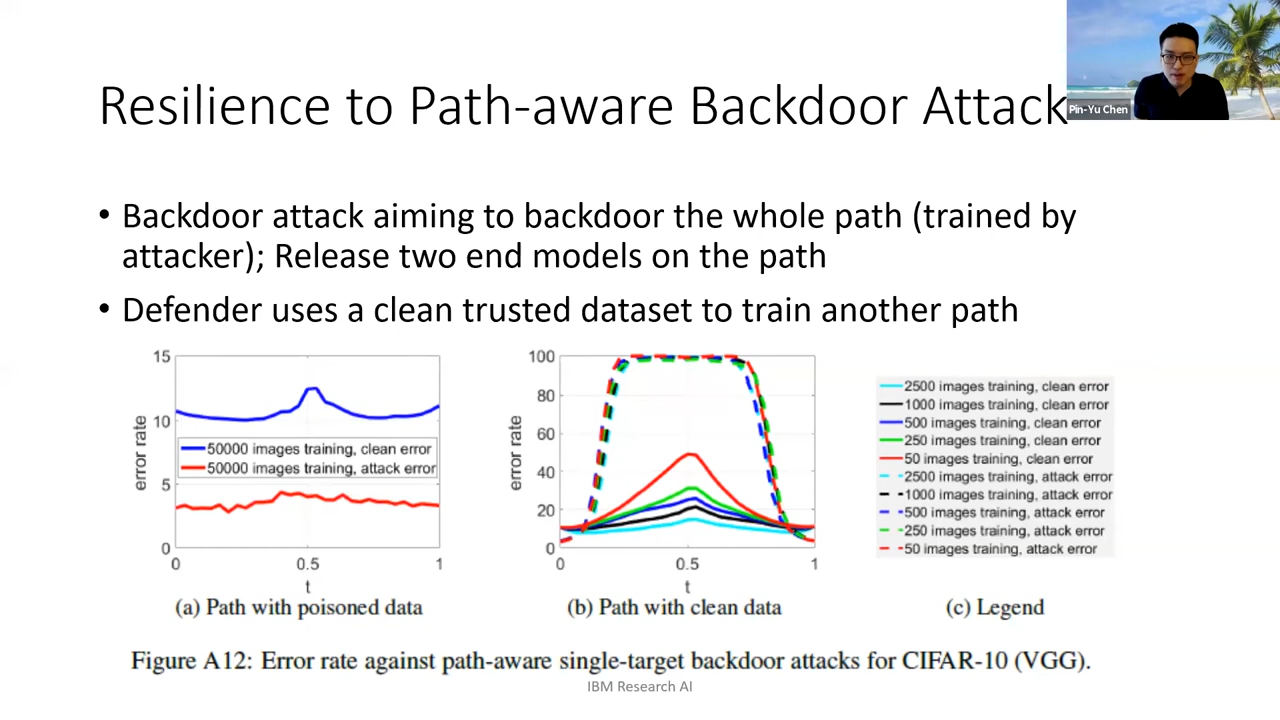 Resilience to Path-aware Backdoor Attack
Pin-Yu Chen
• Backdoor attack aiming to backdoor the whole path (trained by
attacker); Release two end models on the path
• Defender uses a clean trusted dataset to train another path
15
10
5
0
error rate
50000 images training, clean error
50000 images training, attack error
0
0.5
1
t
(a) Path with poisoned data
100
80
60
40
20
0
error rate
0
0.5
1
t
(b) Path with clean data
2500 images training, clean error
1000 images training, clean error
500 images training, clean error
250 images training, clean error
50 images training, clean error
2500 images training, attack error
1000 images training, attack error
500 images training, attack error
250 images training, attack error
50 images training, attack error
(c) Legend
Figure A12: Error rate against path-aware single-target backdoor attacks for CIFAR-10 (VGG).
IBM Research AI